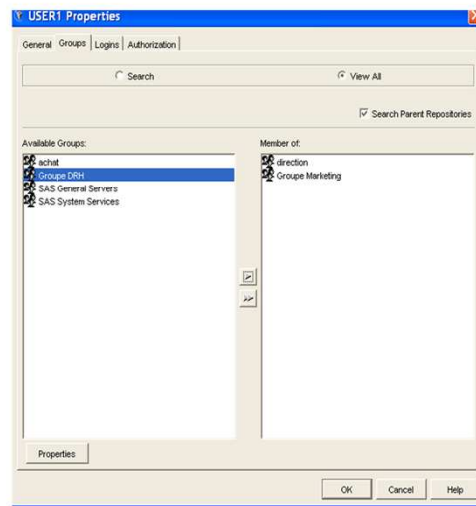 USER1 Properties
General Groups Logins Authorization
Search View All
Search Parent Repositories
Available Groups: Member of:
achat direction
Groupe DRH Groupe Marketing
SAS General Servers
SAS System Services
>
>>
Properties
OK Cancel Help